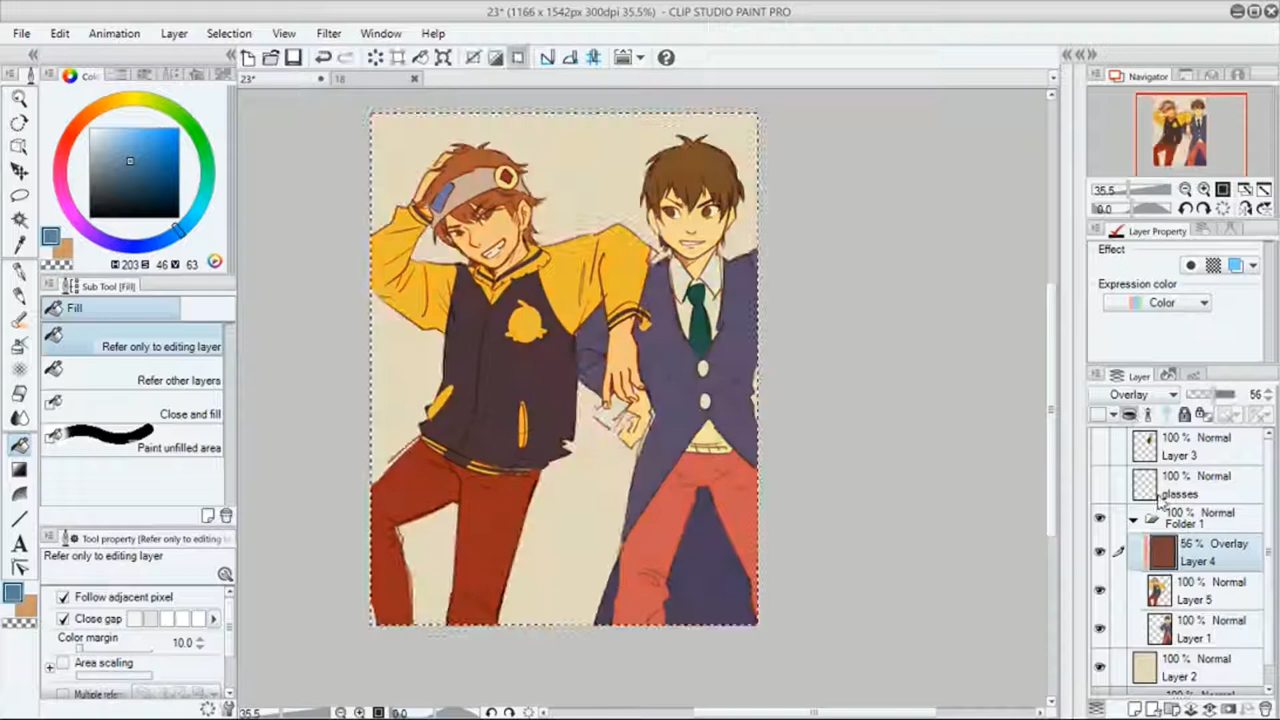 23* (1166 x 1542px 300dpi 35.5%) - CLIP STUDIO PAINT PRO
File Edit Animation Layer Selection View Filter Window Help
23* 18
Navigator
35.5
0.0
Layer Property
Effect
Expression color
Color
Layer
Overlay 56
100 % Normal
Layer 3
100 % Normal
glasses
100 % Normal
Folder 1
56 % Overlay
Layer 4
100 % Normal
Layer 5
100 % Normal
Layer 1
100 % Normal
Layer 2
H 203 S 46 V 63
Sub Tool [Fill]
Fill
Refer only to editing layer
Refer other layers
Close and fill
Paint unfilled area
Tool property [Refer only to editing
Refer only to editing layer
Follow adjacent pixel
Close gap
Color margin
10.0
Area scaling
35.5 0.0